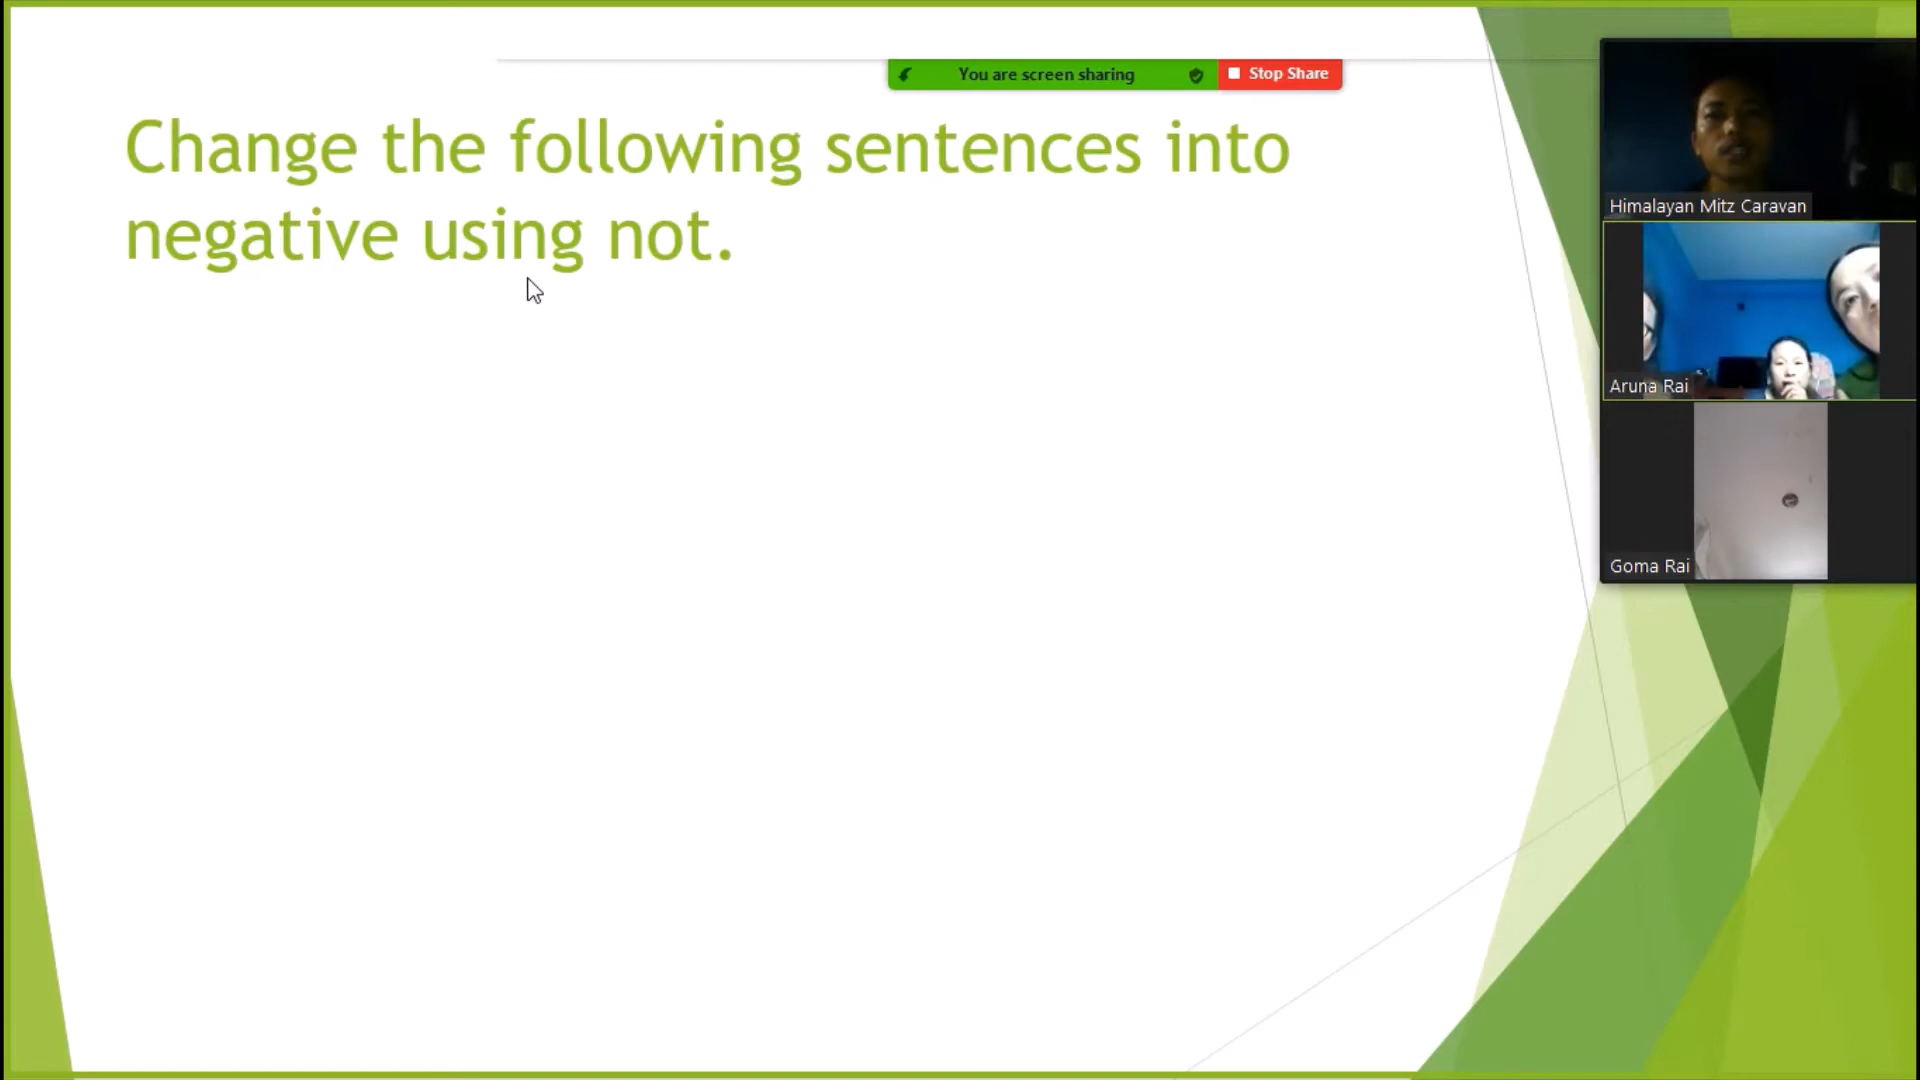 You are screen sharing
Stop Share
Change the following sentences into
negative using not.
Himalayan Mitz Caravan
Aruna Rai
Goma Rai